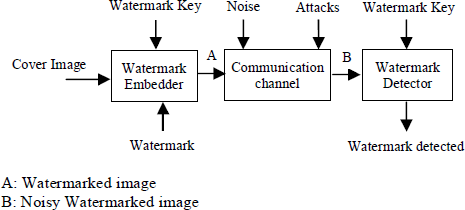 Watermark Key
Noise
Attacks
Watermark Key
Cover Image
Watermark
Embedder
A
Communication
channel
B
Watermark
Detector
Watermark
Watermark detected
A: Watermarked image
B: Noisy Watermarked image